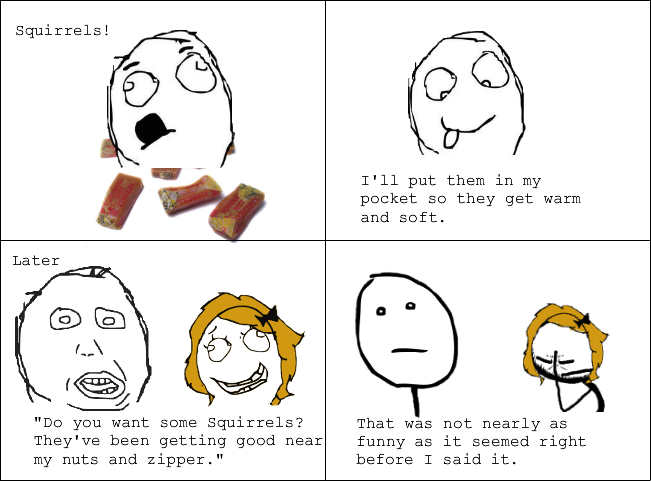 Squirrels!
I'll put them in my
pocket so they get warm
and soft.
Later
"Do you want some Squirrels?
They've been getting good near
my nuts and zipper."
That was not nearly as
funny as it seemed right
before I said it.